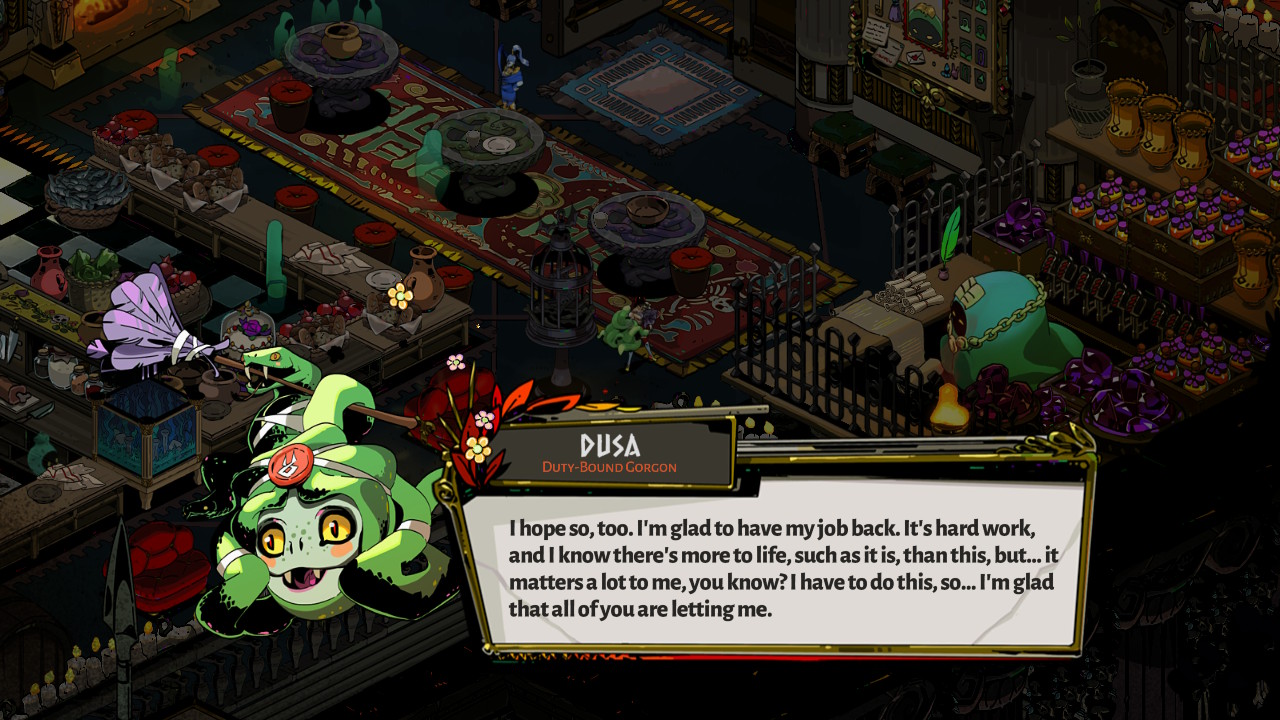 DUSA
DUTY-BOUND GORGON
I hope so, too. I'm glad to have my job back. It's hard work,
and I know there's more to life, such as it is, than this, but... it
matters a lot to me, you know? I have to do this, so... I'm glad
that all of you are letting me.